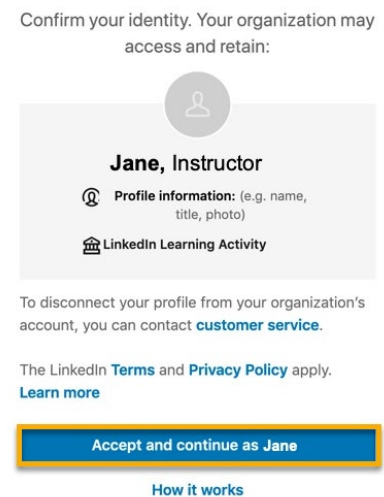 Confirm your identity. Your organization may
access and retain:
Jane, Instructor
Profile information: (e.g. name,
title, photo)
LinkedIn Learning Activity
To disconnect your profile from your organization's
account, you can contact customer service.
The LinkedIn Terms and Privacy Policy apply.
Learn more
Accept and continue as Jane
How it works